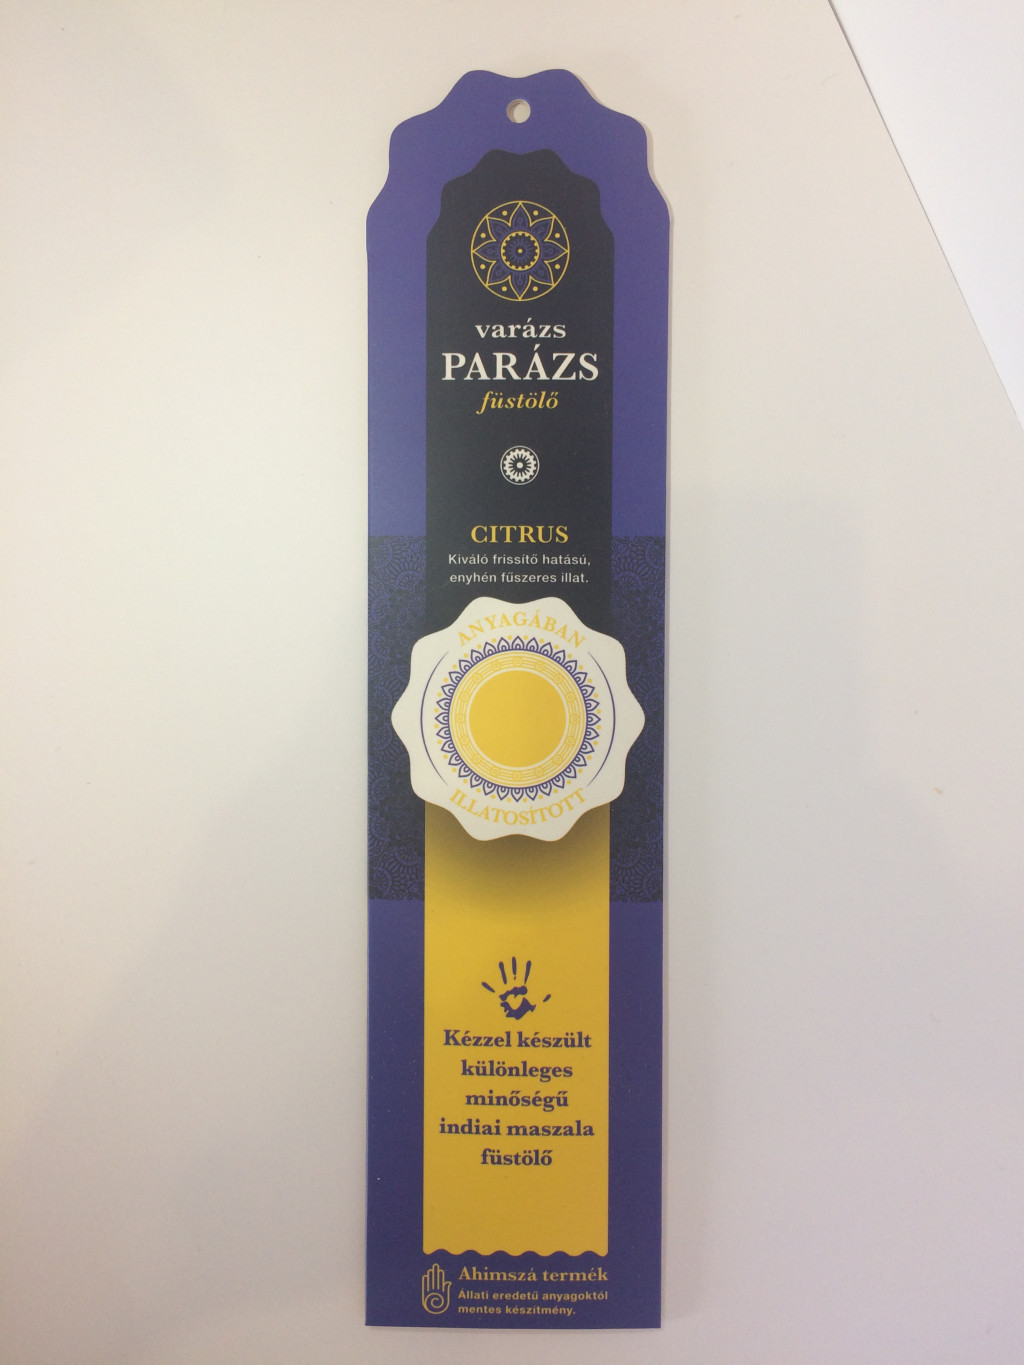 varázs
PARÁZS
füstölő
CITRUS
Kiváló frissítő hatású,
enyhén fűszeres illat.
ANYAGÁBAN
ILLATOSÍTOTT
Kézzel készült
különleges
minőségű
indiai maszala
füstölő
Ahimszá termék
Állati eredetű anyagoktól
mentes készítmény.